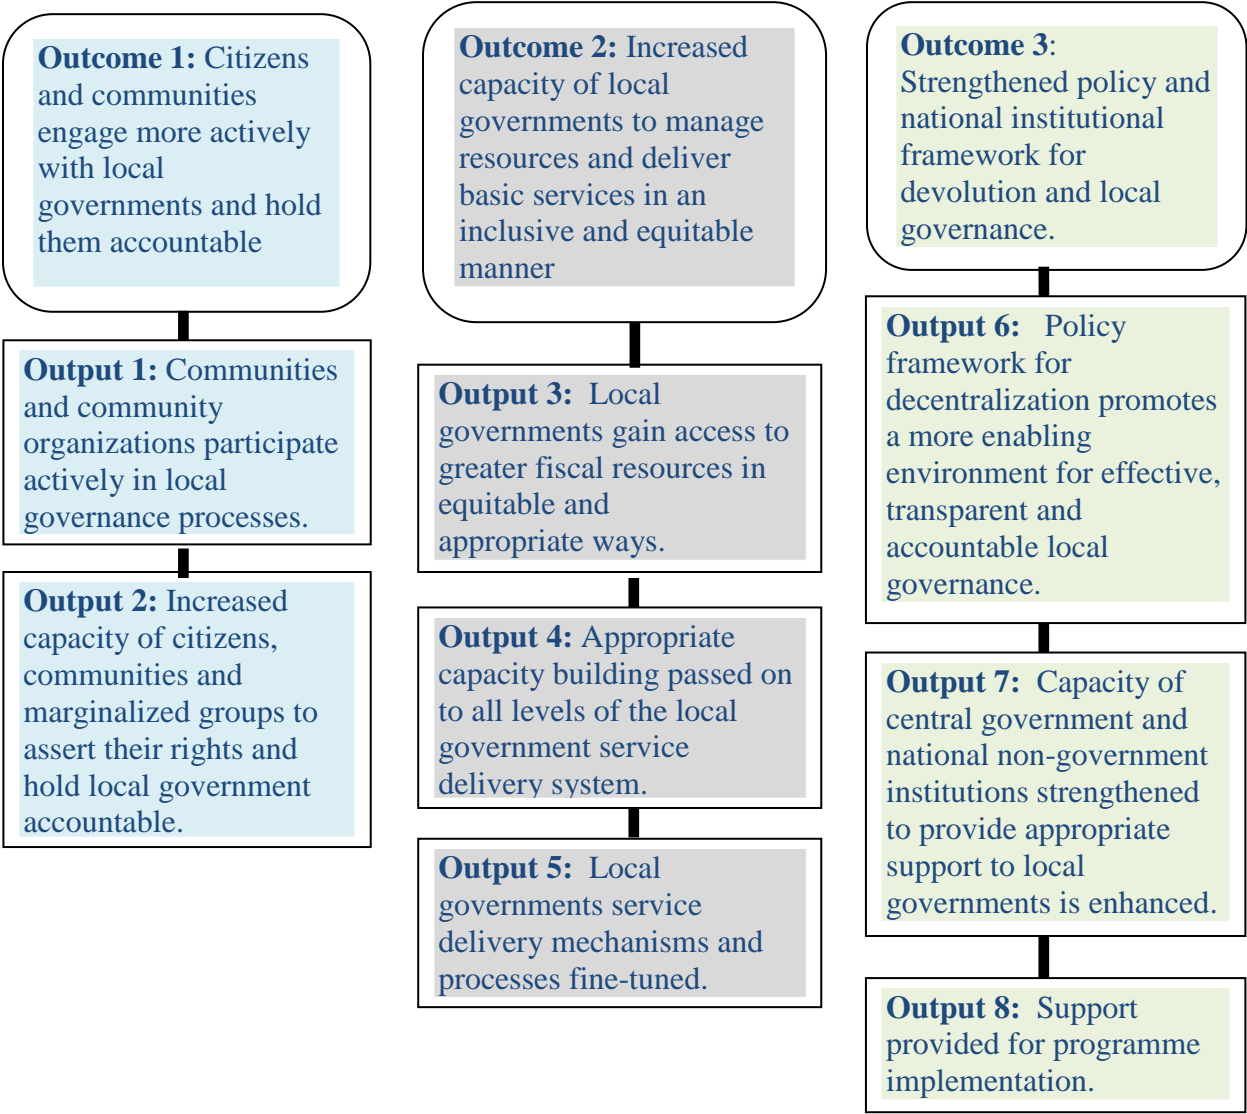 Outcome 1: Citizens
and communities
engage more actively
with local
governments and hold
them accountable
Output 1: Communities
and community
organizations participate
actively in local
governance processes.
Output 2: Increased
capacity of citizens,
communities and
marginalized groups to
assert their rights and
hold local government
accountable.
Outcome 2: Increased
capacity of local
governments to manage
resources and deliver
basic services in an
inclusive and equitable
manner
Output 3: Local
governments gain access to
greater fiscal resources in
equitable and
appropriate ways.
Output 4: Appropriate
capacity building passed on
to all levels of the local
government service
delivery system.
Output 5: Local
governments service
delivery mechanisms and
processes fine-tuned.
Outcome 3:
Strengthened policy and
national institutional
framework for
devolution and local
governance.
Output 6: Policy
framework for
decentralization promotes
a more enabling
environment for effective,
transparent and
accountable local
governance.
Output 7: Capacity of
central government and
national non-government
institutions strengthened
to provide appropriate
support to local
governments is enhanced.
Output 8: Support
provided for programme
implementation.